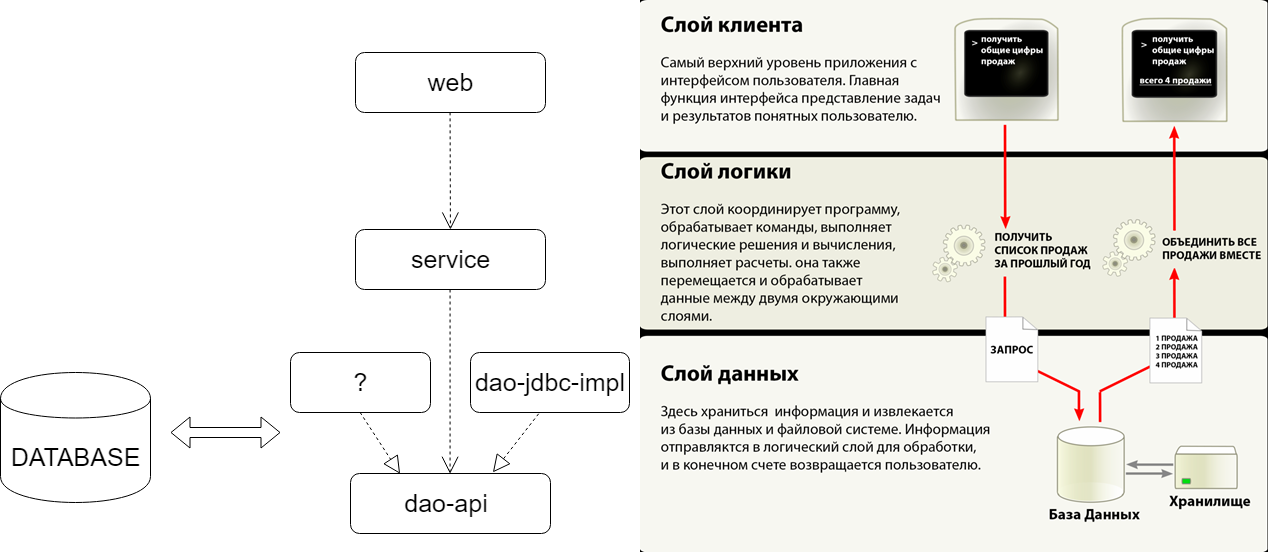 web
service
?
dao-jdbc-impl
DATABASE
dao-api
Слой клиента
Самый верхний уровень приложения с
интерфейсом пользователя. Главная
функция интерфейса представление задач
и результатов понятных пользователю.
> получить
общие цифры
продаж
> получить
общие цифры
продаж
всего 4 продажи
Слой логики
Этот слой координирует программу,
обрабатывает команды, выполняет
логические решения и вычисления,
выполняет расчеты. она также
перемещается и обрабатывает
данные между двумя окружающими
слоями.
ПОЛУЧИТЬ
СПИСОК ПРОДАЖ
ЗА ПРОШЛЫЙ ГОД
ОБЪЕДИНИТЬ ВСЕ
ПРОДАЖИ ВМЕСТЕ
Слой данных
Здесь храниться информация и извлекается
из базы данных и файловой системе. Информация
отправляктся в логический слой для обработки,
и в конечном счете возвращается пользователю.
ЗАПРОС
1 ПРОДАЖА
2 ПРОДАЖА
3 ПРОДАЖА
4 ПРОДАЖА
База Данных
Хранилище